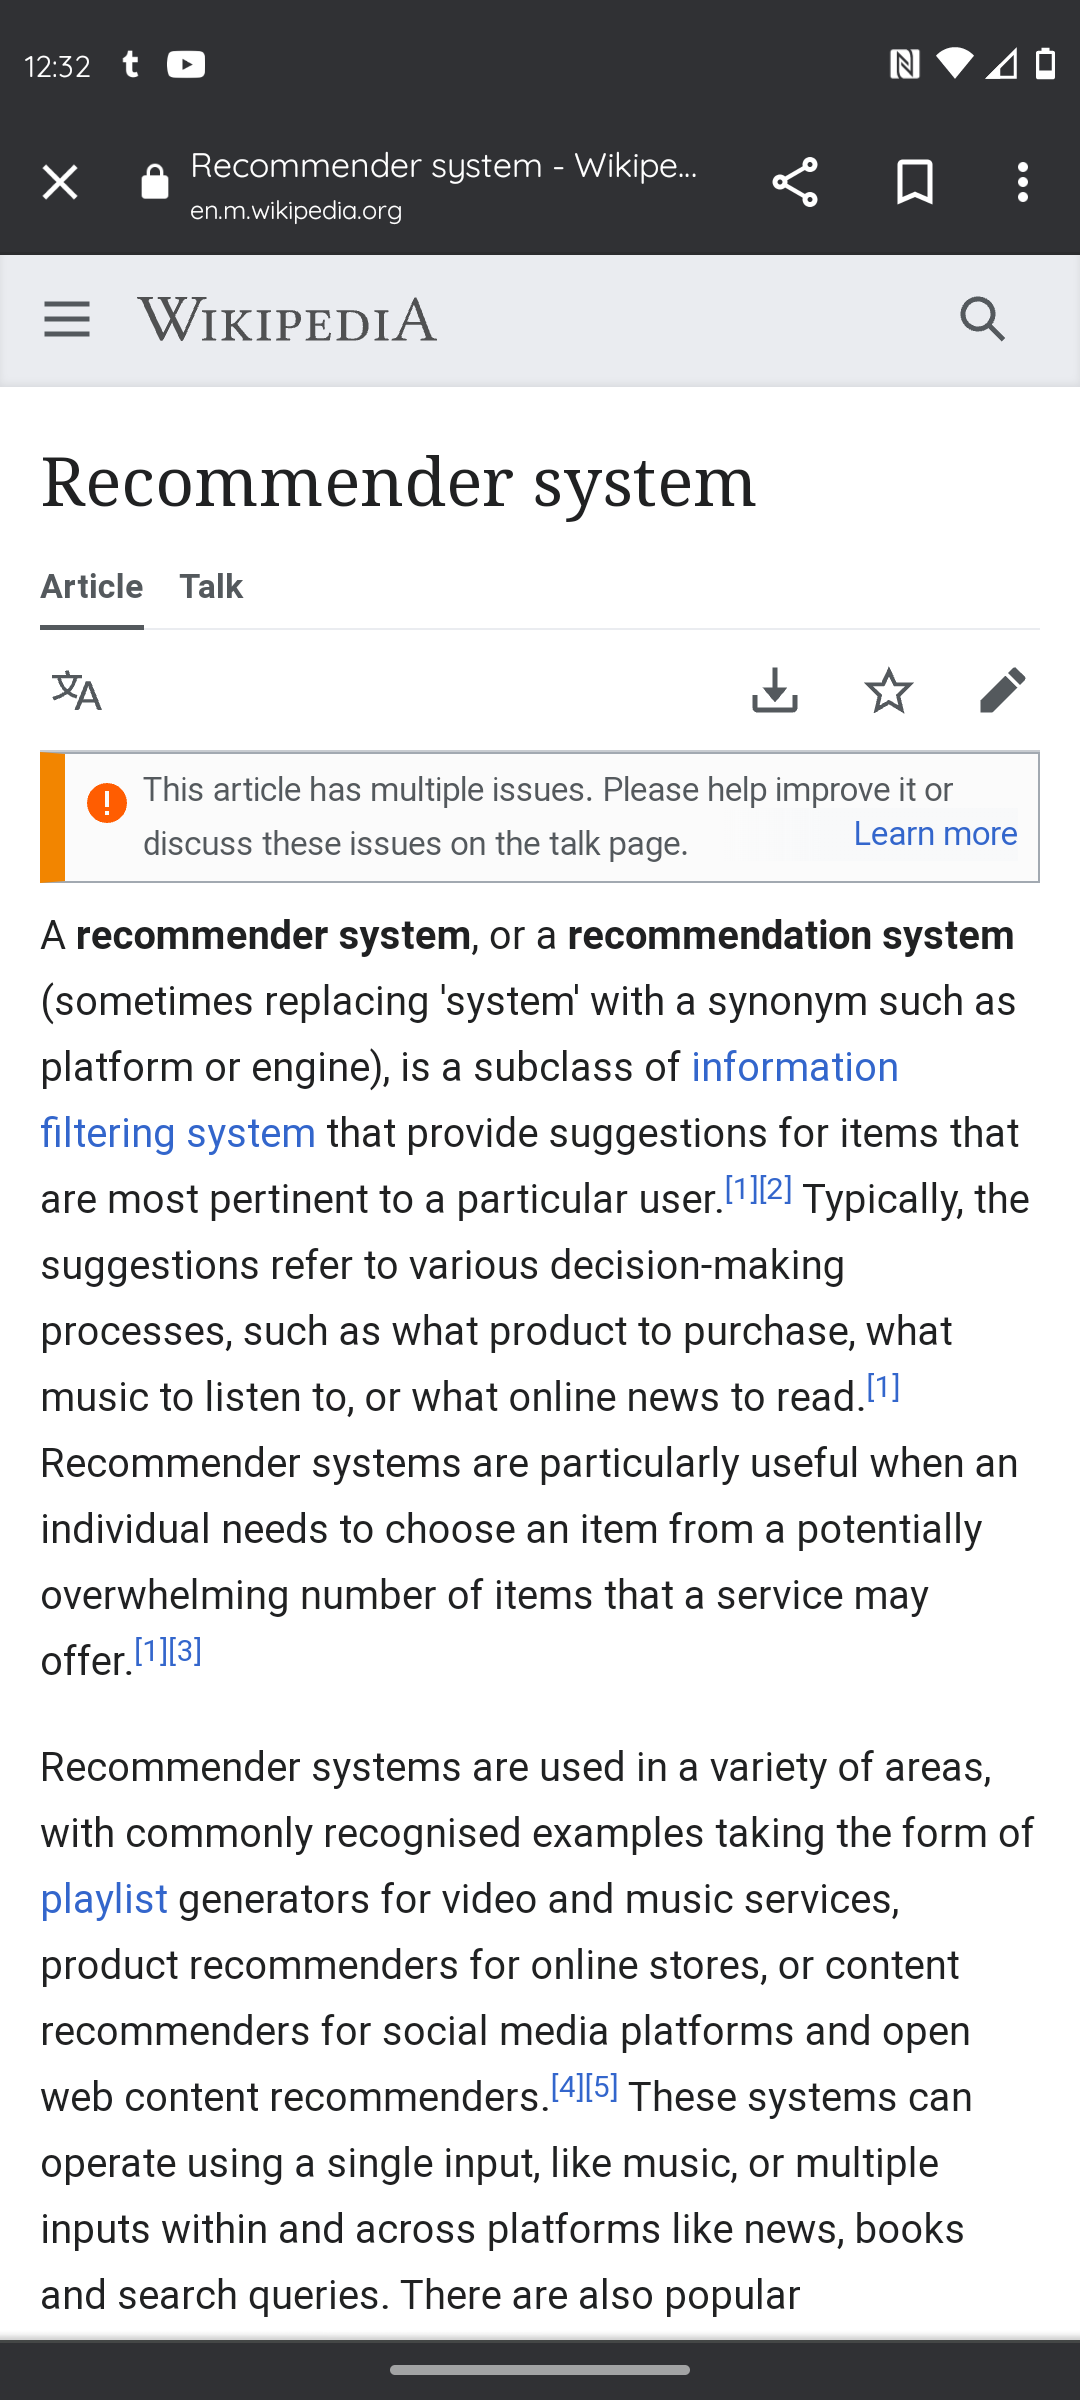 12:32
Recommender system - Wikipe...
en.m.wikipedia.org
WIKIPEDIA
Recommender system
Article Talk
This article has multiple issues. Please help improve it or
discuss these issues on the talk page. Learn more
A recommender system, or a recommendation system
(sometimes replacing 'system' with a synonym such as
platform or engine), is a subclass of information
filtering system that provide suggestions for items that
are most pertinent to a particular user.[1][2] Typically, the
suggestions refer to various decision-making
processes, such as what product to purchase, what
music to listen to, or what online news to read.[1]
Recommender systems are particularly useful when an
individual needs to choose an item from a potentially
overwhelming number of items that a service may
offer.[1][3]
Recommender systems are used in a variety of areas,
with commonly recognised examples taking the form of
playlist generators for video and music services,
product recommenders for online stores, or content
recommenders for social media platforms and open
web content recommenders.[4][5] These systems can
operate using a single input, like music, or multiple
inputs within and across platforms like news, books
and search queries. There are also popular